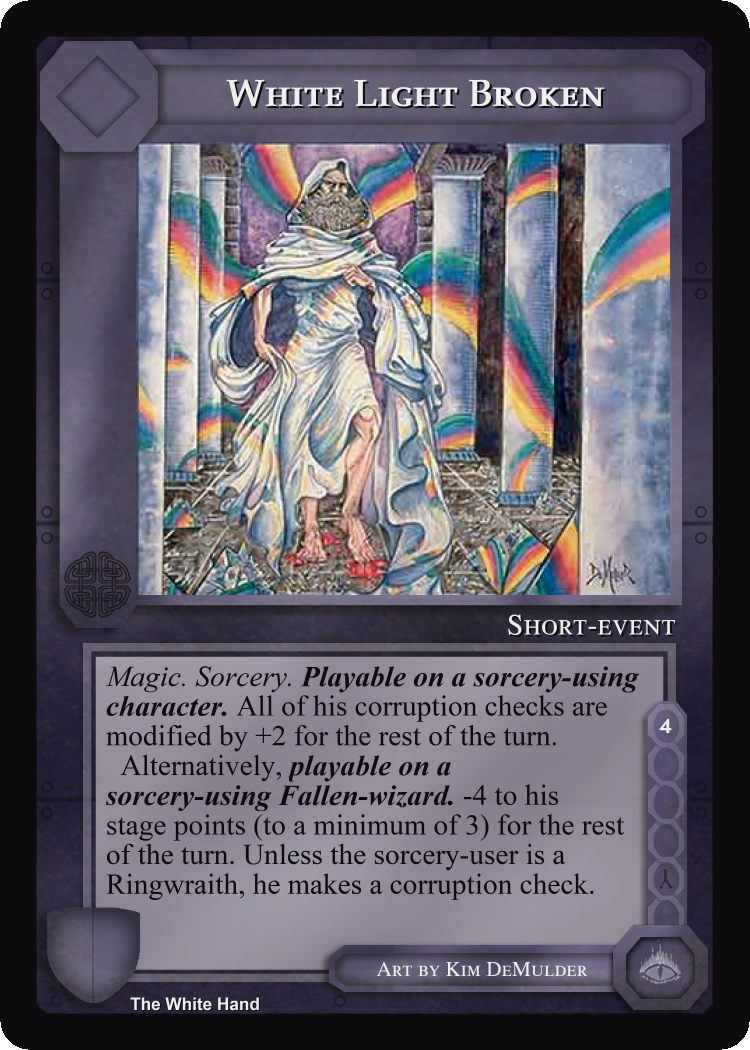 White Light Broken
DeMulder
Short-event
Magic. Sorcery. Playable on a sorcery-using
character. All of his corruption checks are
modified by +2 for the rest of the turn.
Alternatively, playable on a
sorcery-using Fallen-wizard. -4 to his
stage points (to a minimum of 3) for the rest
of the turn. Unless the sorcery-user is a
Ringwraith, he makes a corruption check.
4
Art by Kim DeMulder
The White Hand